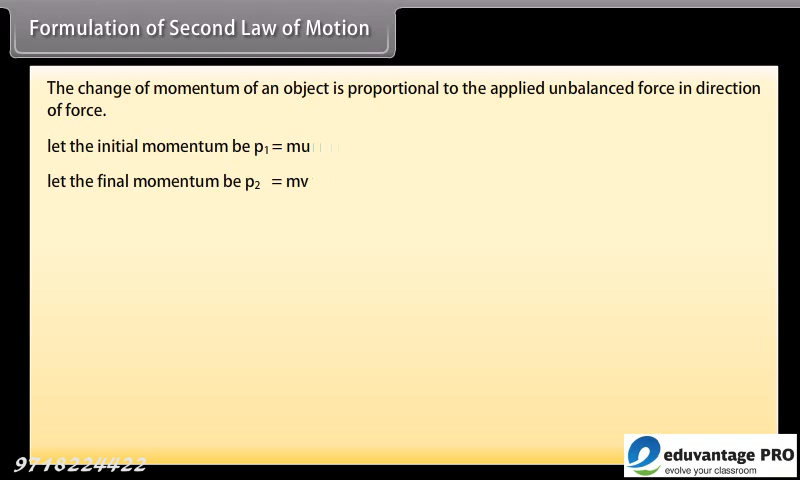 Formulation of Second Law of Motion
The change of momentum of an object is proportional to the applied unbalanced force in direction
of force.
let the initial momentum be p₁ = mu
let the final momentum be p₂ = mv
9718224422
eduvantage PRO
evolve your classroom